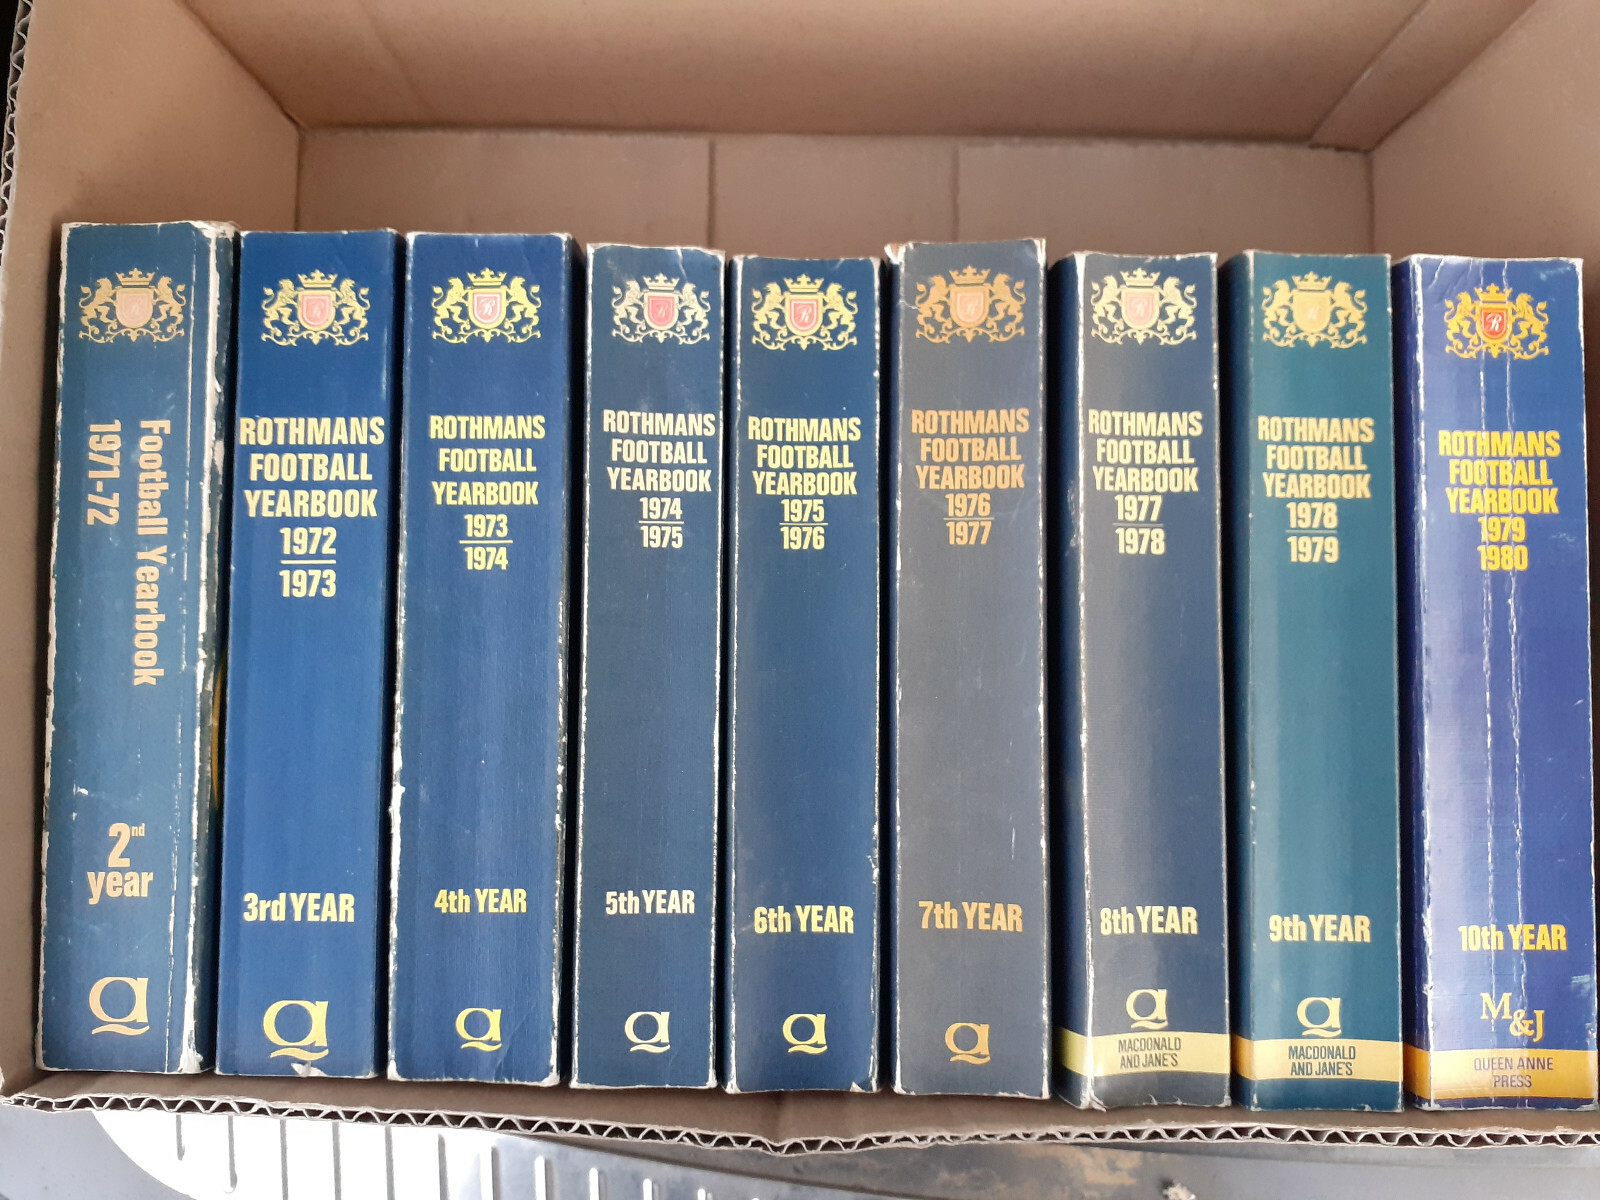 Football Yearbook
1971-72
2nd
year
Q
R
ROTHMANS
FOOTBALL
YEARBOOK
1972
1973
3rd YEAR
Q
R
ROTHMANS
FOOTBALL
YEARBOOK
1973
1974
4th YEAR
Q
R
ROTHMANS
FOOTBALL
YEARBOOK
1974
1975
5th YEAR
Q
R
ROTHMANS
FOOTBALL
YEARBOOK
1975
1976
6th YEAR
Q
R
ROTHMANS
FOOTBALL
YEARBOOK
1976
1977
7th YEAR
Q
R
ROTHMANS
FOOTBALL
YEARBOOK
1977
1978
8th YEAR
Q
MACDONALD
AND JANE'S
R
ROTHMANS
FOOTBALL
YEARBOOK
1978
1979
9th YEAR
Q
MACDONALD
AND JANE'S
R
ROTHMANS
FOOTBALL
YEARBOOK
1979
1980
10th YEAR
M&J
QUEEN ANNE
PRESS